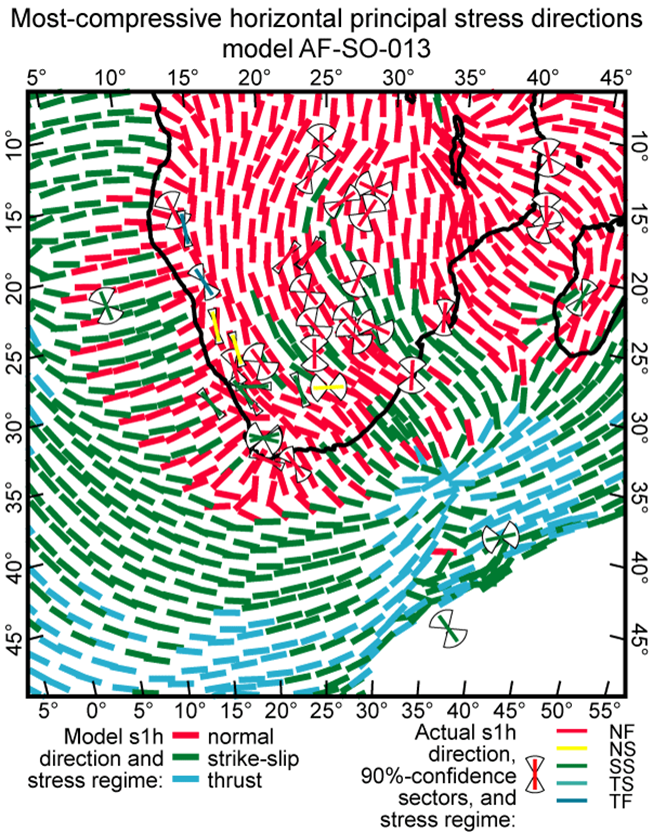 Most-compressive horizontal principal stress directions
model AF-SO-013
5° 10° 15° 20° 25° 30° 35° 40° 45°
10° 10°
15° 15°
20° 20°
25° 25°
30° 30°
35° 35°
40° 40°
45° 45°
5° 0° 5° 10° 15° 20° 25° 30° 35° 40° 45° 50° 55°
Model s1h
direction and
stress regime:
normal
strike-slip
thrust
Actual s1h
direction,
90%-confidence
sectors, and
stress regime:
NF
NS
SS
TS
TF